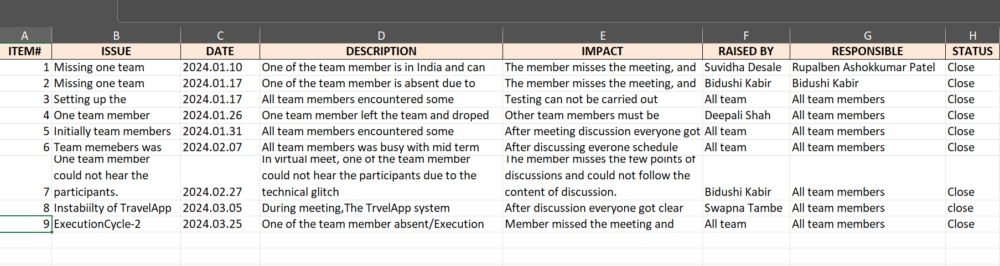 A B C D E F G H
ITEM# ISSUE DATE DESCRIPTION IMPACT RAISED BY RESPONSIBLE STATUS
1 Missing one team 2024.01.10 One of the team member is in India and can The member misses the meeting, and Suvidha Desale Rupalben Ashokkumar Patel Close
2 Missing one team 2024.01.17 One of the team member is absent due to The member misses the meeting, and Bidushi Kabir Bidushi Kabir Close
3 Setting up the 2024.01.17 All team members encountered some Testing can not be carried out All team All team members Close
4 One team member 2024.01.26 One team member left the team and droped Other team members must be Deepali Shah All team members Close
5 Initially team members 2024.01.31 All team members encountered some After meeting discussion everyone got All team All team members Close
6 Team memebers was 2024.02.07 All team members was busy with mid term After discussing everone schedule All team All team members Close
One team member In virtual meet, one of the team member The member misses the few points of
could not hear the could not hear the participants due to the discussions and could not follow the
7 participants. 2024.02.27 technical glitch content of discussion. Bidushi Kabir All team members Close
8 Instabiilty of TravelApp 2024.03.05 During meeting,The TrvelApp system After discussion everyone got clear Swapna Tambe All team members close
9 ExecutionCycle-2 2024.03.25 One of the team member absent/Execution Member missed the meeting and All team All team members Close